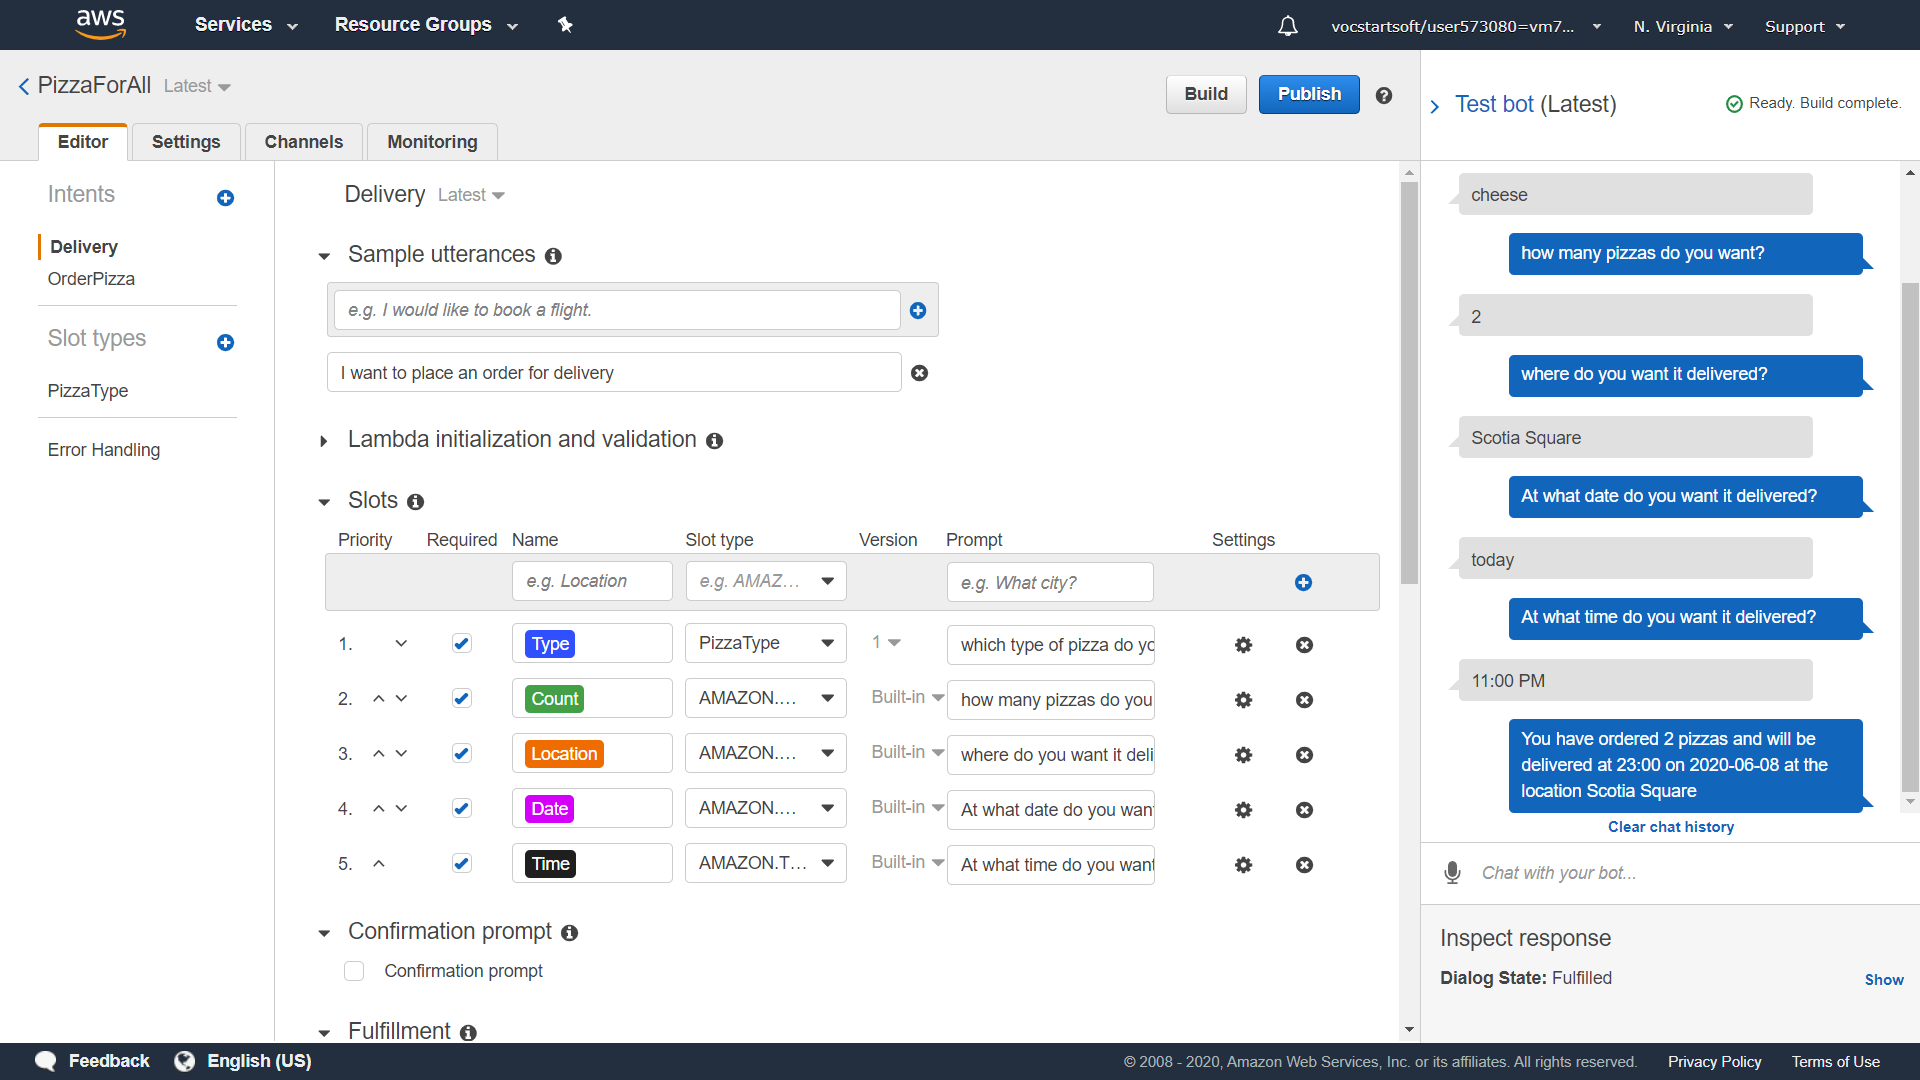 aws
Services
Resource Groups
vocstartsoft/user573080=vm7...
N. Virginia
Support
PizzaForAll Latest
Build
Publish
Test bot (Latest)
Ready. Build complete.
Editor
Settings
Channels
Monitoring
Intents
Delivery
OrderPizza
Slot types
PizzaType
Error Handling
Delivery Latest
Sample utterances
e.g. I would like to book a flight.
I want to place an order for delivery
Lambda initialization and validation
Slots
Priority Required Name Slot type Version Prompt Settings
e.g. Location e.g. AMAZ... e.g. What city?
1. Type PizzaType 1 which type of pizza do yo
2. Count AMAZON.... Built-in how many pizzas do you
3. Location AMAZON.... Built-in where do you want it deli
4. Date AMAZON.... Built-in At what date do you want
5. Time AMAZON.T... Built-in At what time do you want
Confirmation prompt
Confirmation prompt
Fulfillment
cheese
how many pizzas do you want?
2
where do you want it delivered?
Scotia Square
At what date do you want it delivered?
today
At what time do you want it delivered?
11:00 PM
You have ordered 2 pizzas and will be
delivered at 23:00 on 2020-06-08 at the
location Scotia Square
Clear chat history
Chat with your bot...
Inspect response
Dialog State: Fulfilled
Show
Feedback
English (US)
© 2008 - 2020, Amazon Web Services, Inc. or its affiliates. All rights reserved.
Privacy Policy
Terms of Use